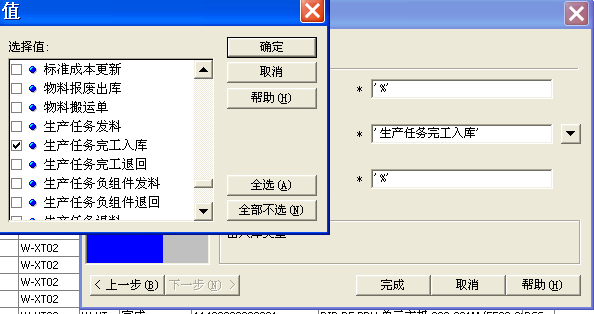 值
选择值:
标准成本更新
物料报废出库
物料搬运单
生产任务发料
生产任务完工入库
生产任务完工退回
生产任务负组件发料
生产任务负组件退回
确定
取消
帮助(H)
全选(A)
全部不选(N)
* '%'
* '生产任务完工入库'
* '%'
W-XT02
W-XT02
W-XT02
W-XT02
< 上一步(B)
下一步(N) >
完成
取消
帮助(H)